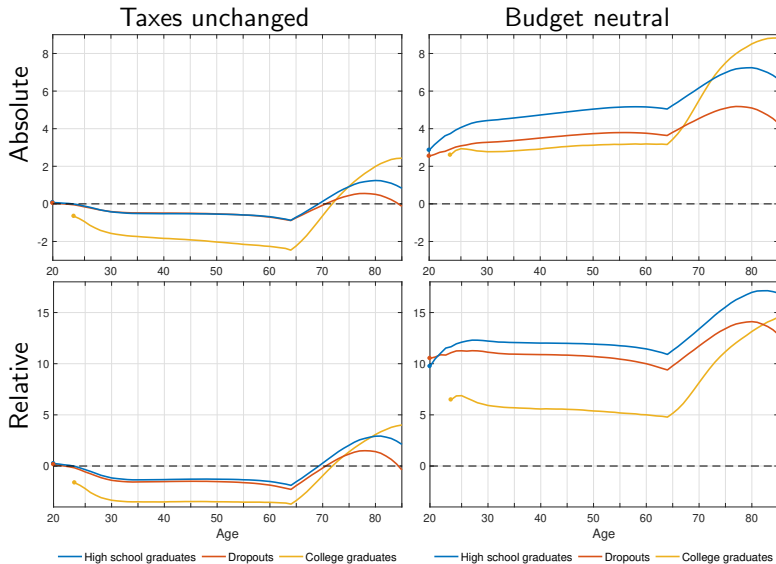 Taxes unchanged Budget neutral
Absolute
8
6
4
2
0
-2
20 30 40 50 60 70 80
8
6
4
2
0
-2
20 30 40 50 60 70 80
Relative
15
10
5
0
20 30 40 50 60 70 80
Age
15
10
5
0
20 30 40 50 60 70 80
Age
High school graduates Dropouts College graduates
High school graduates Dropouts College graduates